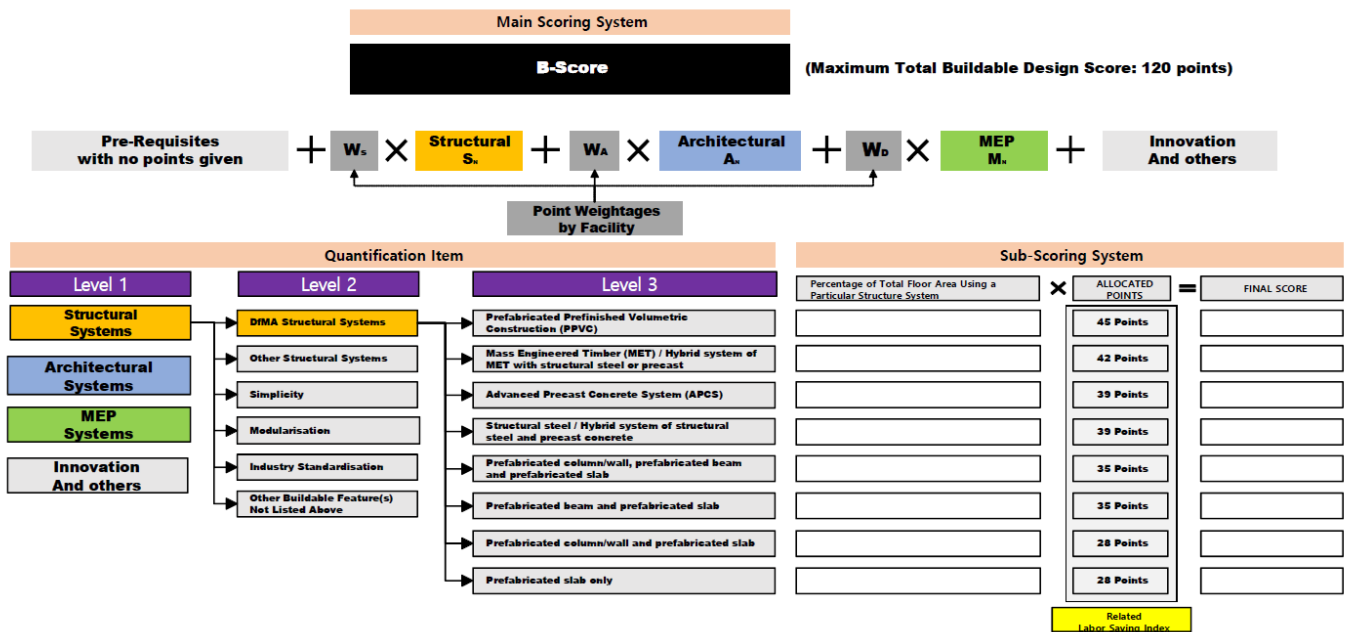 Main Scoring System
B-Score
(Maximum Total Buildable Design Score: 120 points)
Pre-Requisites
with no points given
+
Ws
×
Structural
SN
+
WA
×
Architectural
AN
+
WD
×
MEP
MN
+
Innovation
And others
Point Weightages
by Facility
Quantification Item
Sub-Scoring System
Level 1
Level 2
Level 3
Percentage of Total Floor Area Using a
Particular Structure System
×
ALLOCATED
POINTS
=
FINAL SCORE
Structural
Systems
DfMA Structural Systems
Prefabricated Prefinished Volumetric
Construction (PPVC)
45 Points
Other Structural Systems
Mass Engineered Timber (MET) / Hybrid system of
MET with structural steel or precast
42 Points
Architectural
Systems
Simplicity
Advanced Precast Concrete System (APCS)
39 Points
MEP
Systems
Modularisation
Structural steel / Hybrid system of structural
steel and precast concrete
39 Points
Innovation
And others
Industry Standardisation
Prefabricated column/wall, prefabricated beam
and prefabricated slab
35 Points
Other Buildable Feature(s)
Not Listed Above
Prefabricated beam and prefabricated slab
35 Points
Prefabricated column/wall and prefabricated slab
28 Points
Prefabricated slab only
28 Points
Related
Labor Saving Index